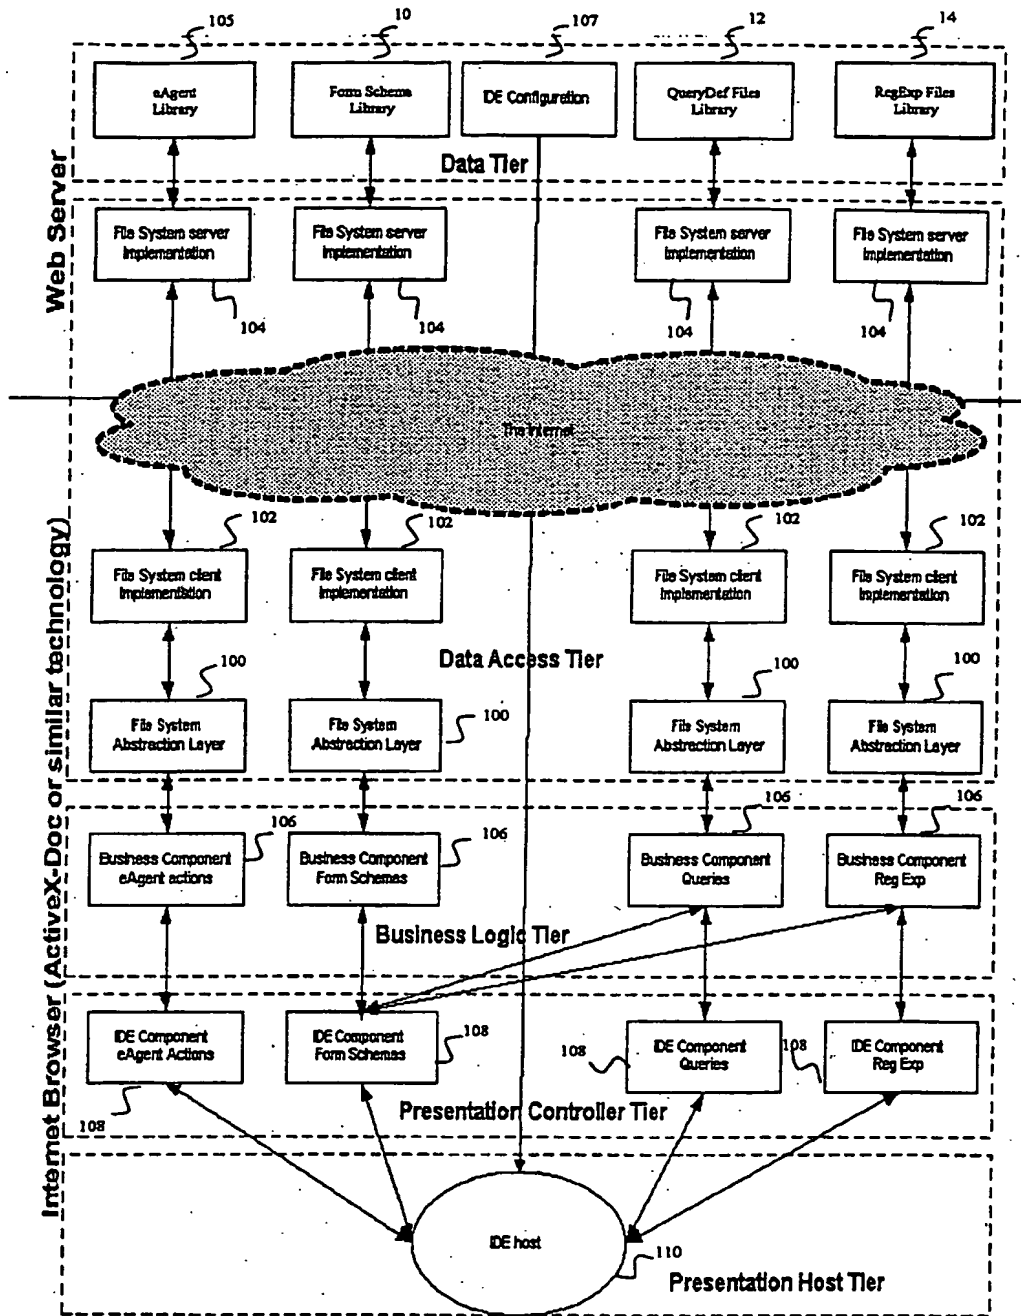 105
10
107
12
14
eAgent
Library
Form Schema
Library
IDE Configuration
QueryDef Files
Library
RegExp Files
Library
Data Tier
Web Server
File System server
Implementation
File System server
Implementation
File System server
Implementation
File System server
Implementation
104
104
104
104
The Internet
102
102
102
102
File System client
Implementation
File System client
Implementation
File System client
Implementation
File System client
Implementation
Data Access Tier
100
100
100
100
File System
Abstraction Layer
File System
Abstraction Layer
File System
Abstraction Layer
File System
Abstraction Layer
Internet Browser (ActiveX-Doc or similar technology)
106
106
106
106
Business Component
eAgent actions
Business Component
Form Schemas
Business Component
Queries
Business Component
Reg Exp
Business Logic Tier
IDE Component
eAgent Actions
IDE Component
Form Schemas
108
108
IDE Component
Queries
108
IDE Component
Reg Exp
108
Presentation Controller Tier
IDE host
110
Presentation Host Tier